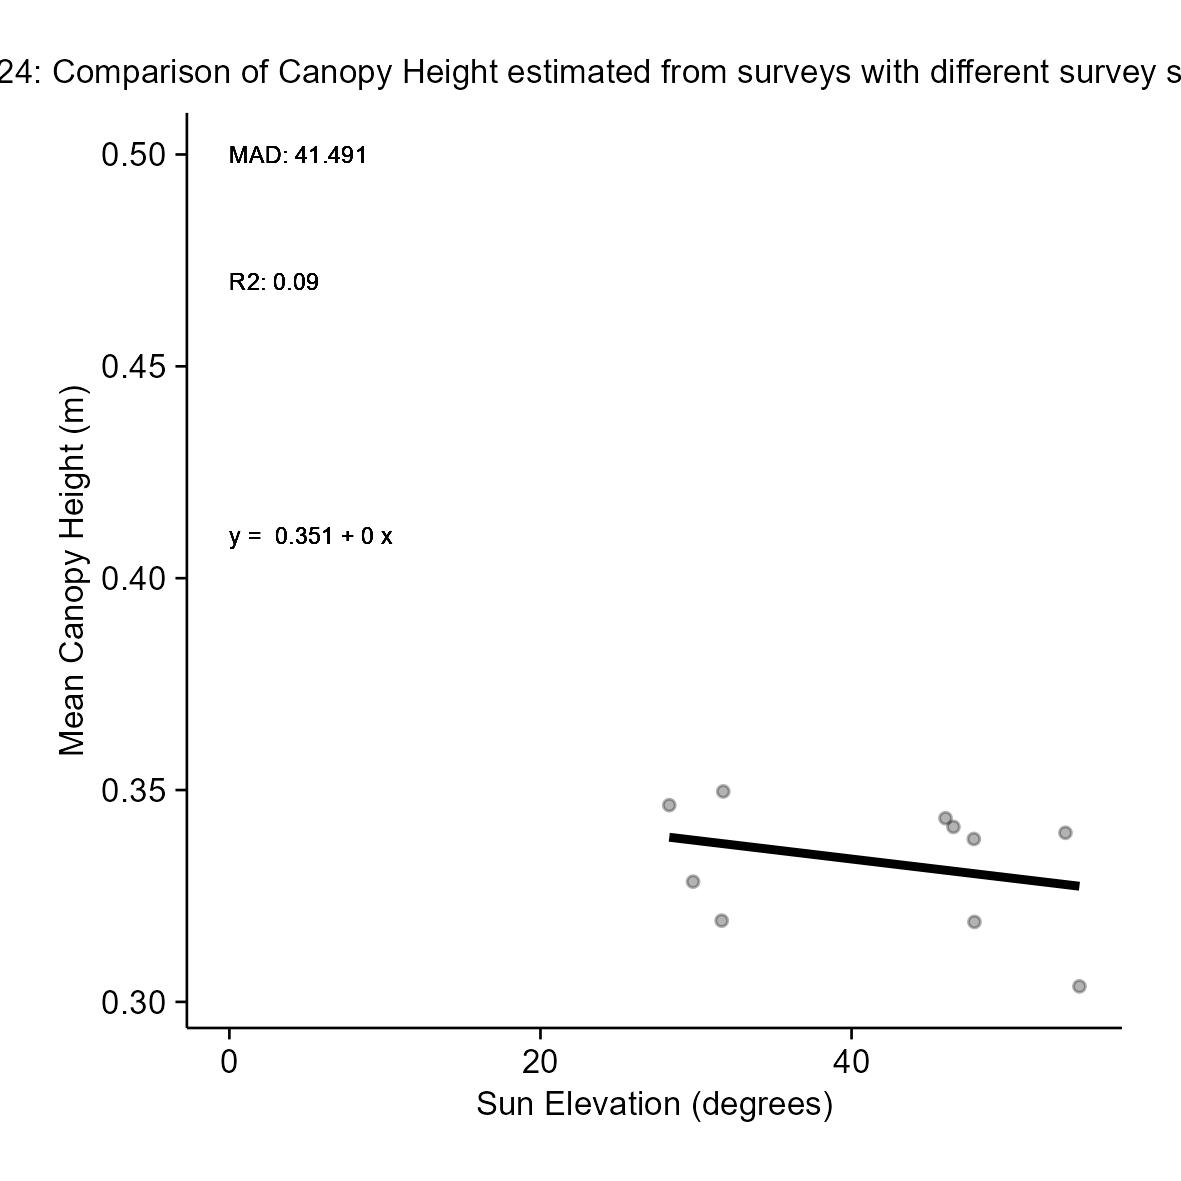 24: Comparison of Canopy Height estimated from surveys with different survey s
0.50
MAD: 41.491
R2: 0.09
0.45
y =  0.351 + 0 x
0.40
0.35
0.30
Mean Canopy Height (m)
0
20
40
Sun Elevation (degrees)